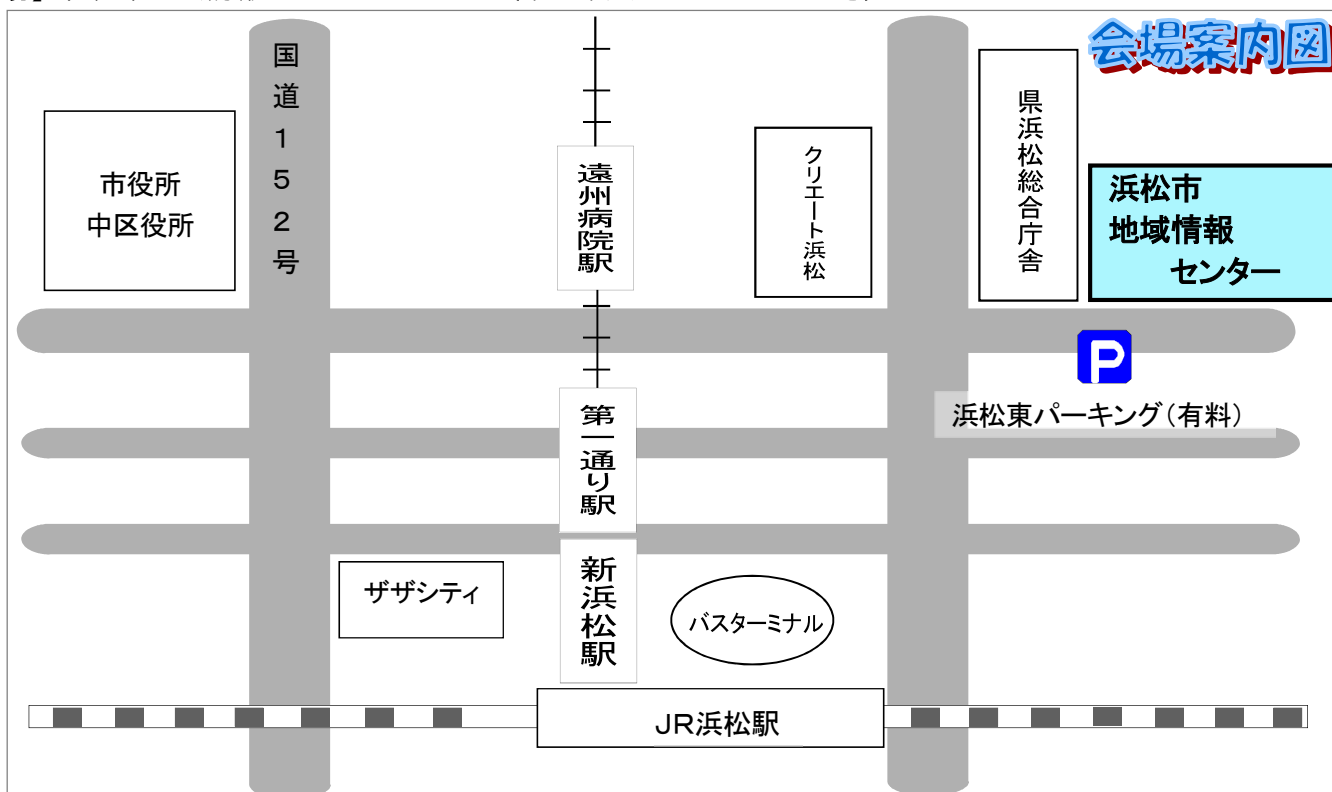 会場案内図
国道152号
市役所
中区役所
遠州病院駅
クリエート浜松
県浜松総合庁舎
浜松市
地域情報
センター
P
浜松東パーキング(有料)
第一通り駅
新浜松駅
ザザシティ
バスターミナル
JR浜松駅